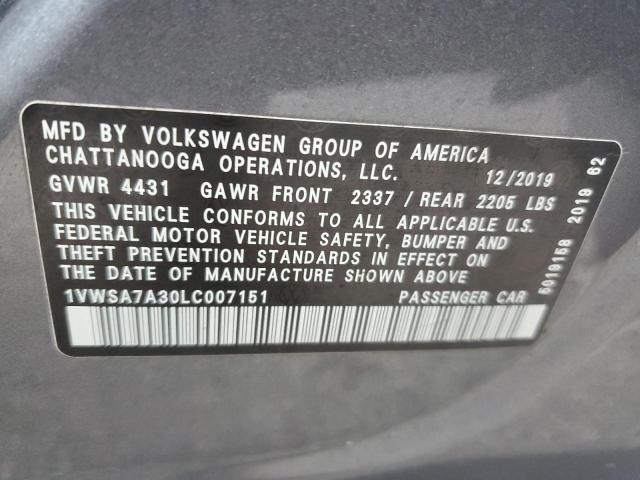 MFD BY VOLKSWAGEN GROUP OF AMERICA
CHATTANOOGA OPERATIONS, LLC. 12/2019
GVWR 4431 GAWR FRONT 2337 / REAR 2205 LBS
THIS VEHICLE CONFORMS TO ALL APPLICABLE U.S.
FEDERAL MOTOR VEHICLE SAFETY, BUMPER AND
THEFT PREVENTION STANDARDS IN EFFECT ON
THE DATE OF MANUFACTURE SHOWN ABOVE
1VWSA7A30LC007151 PASSENGER CAR
6019168 2019 62